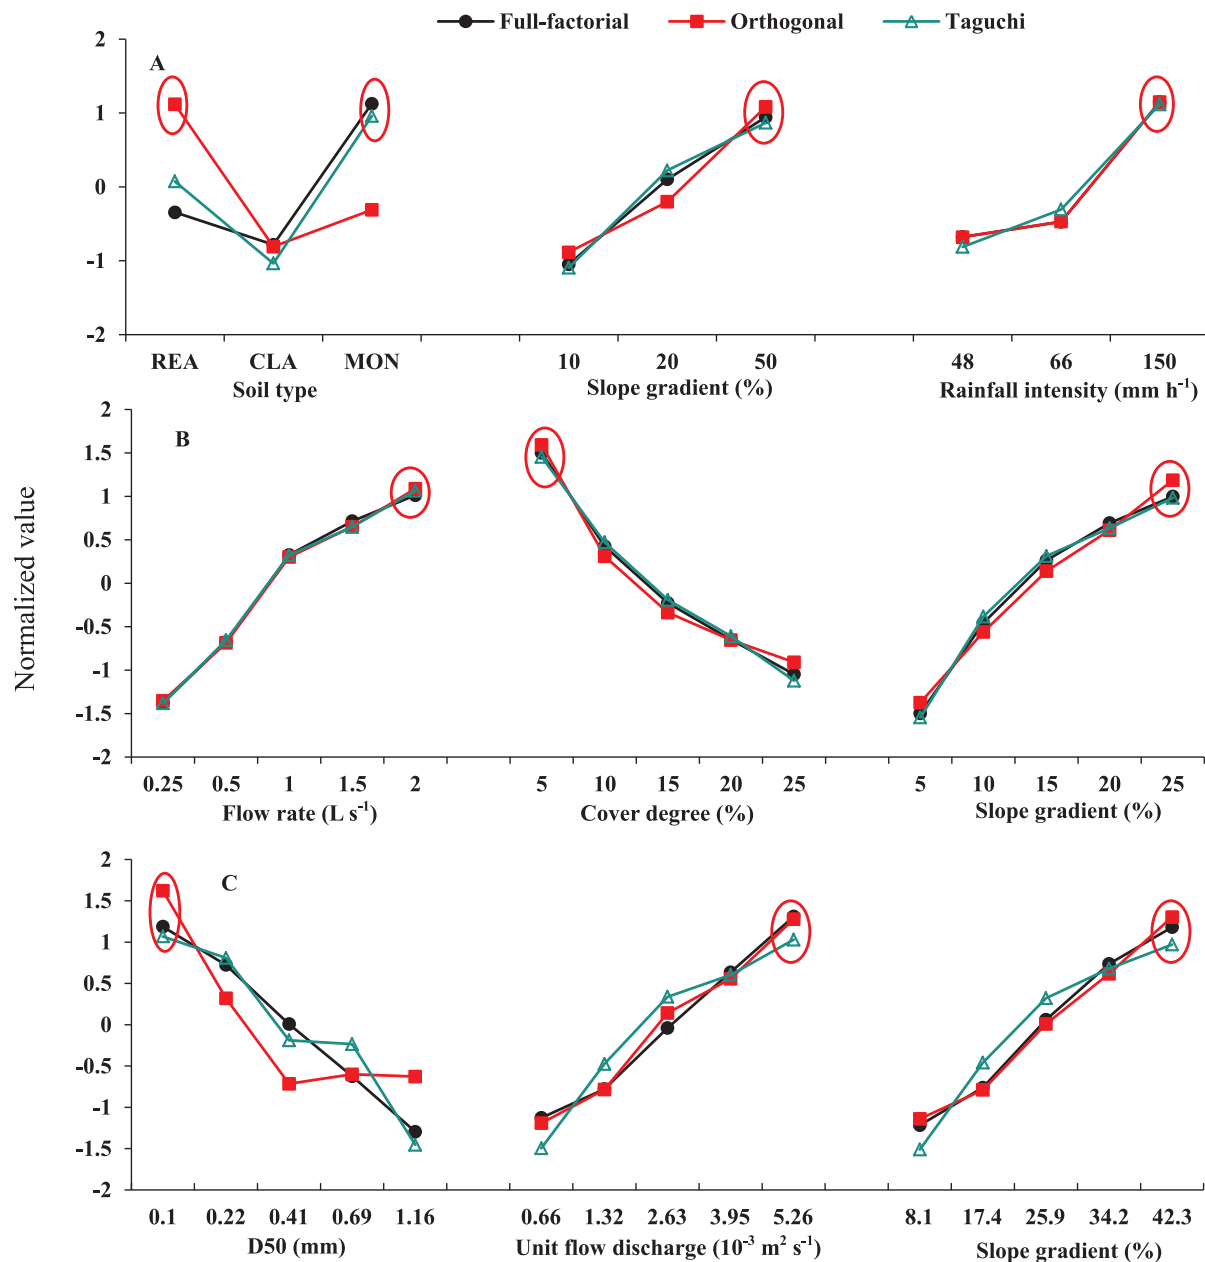 Full-factorial Orthogonal Taguchi
A
2
1
0
-1
-2
REA CLA MON 10 20 50 48 66 150
Soil type Slope gradient (%) Rainfall intensity (mm h⁻¹)
Normalized value
B
2
1.5
1
0.5
0
-0.5
-1
-1.5
-2
0.25 0.5 1 1.5 2 5 10 15 20 25 5 10 15 20 25
Flow rate (L s⁻¹) Cover degree (%) Slope gradient (%)
C
2
1.5
1
0.5
0
-0.5
-1
-1.5
-2
0.1 0.22 0.41 0.69 1.16 0.66 1.32 2.63 3.95 5.26 8.1 17.4 25.9 34.2 42.3
D50 (mm) Unit flow discharge (10⁻³ m² s⁻¹) Slope gradient (%)